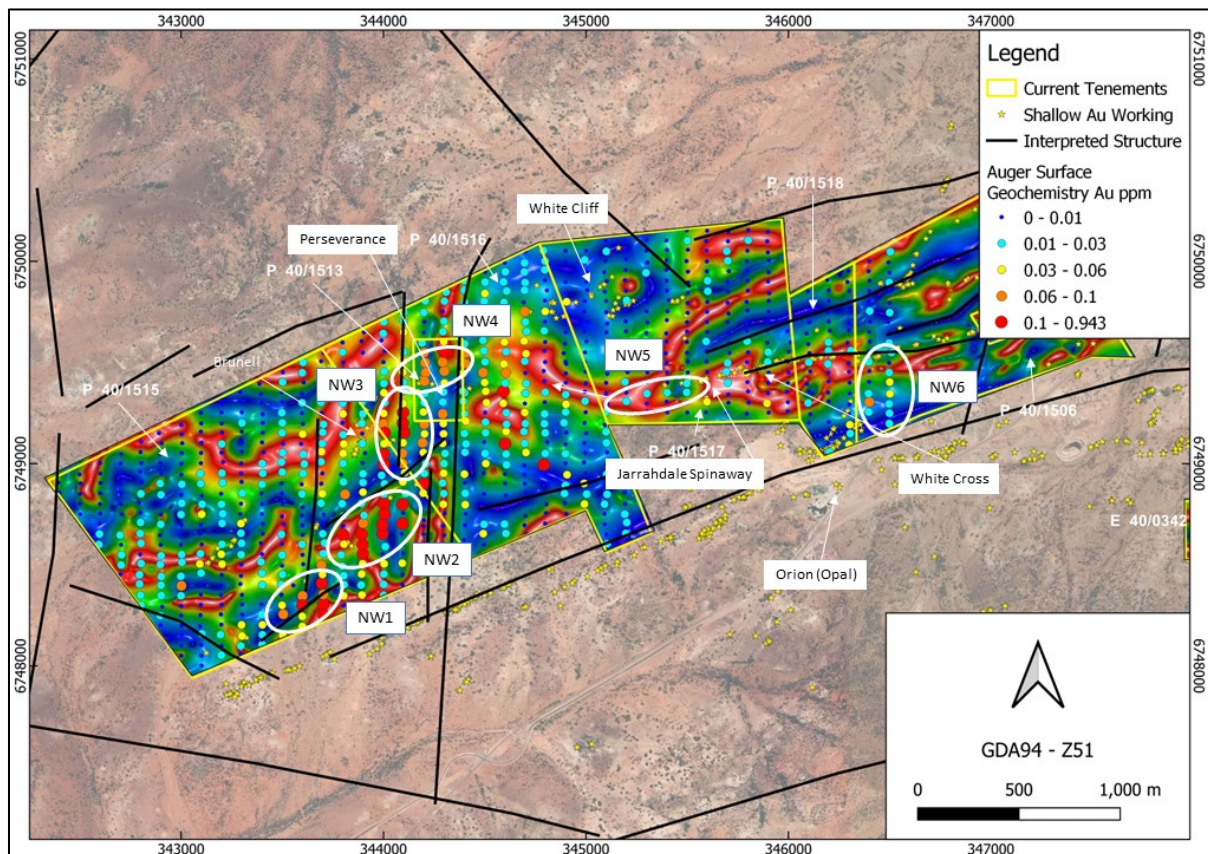 343000 344000 345000 346000 347000
6751000
6751000
Legend
Current Tenements
Shallow Au Working
Interpreted Structure
Auger Surface
Geochemistry Au ppm
0 - 0.01
0.01 - 0.03
0.03 - 0.06
0.06 - 0.1
0.1 - 0.943
P 40/1518
White Cliff
Perseverance
P 40/1516
6750000
6750000
P 40/1513
NW4
NW5
Brunell
NW3
NW6
P 40/1515
P 40/1506
P 40/1517
6749000
6749000
Jarrahdale Spinaway
White Cross
E 40/0342
NW2
Orion (Opal)
NW1
6748000
6748000
GDA94 - Z51
0 500 1,000 m
343000 344000 345000 346000 347000